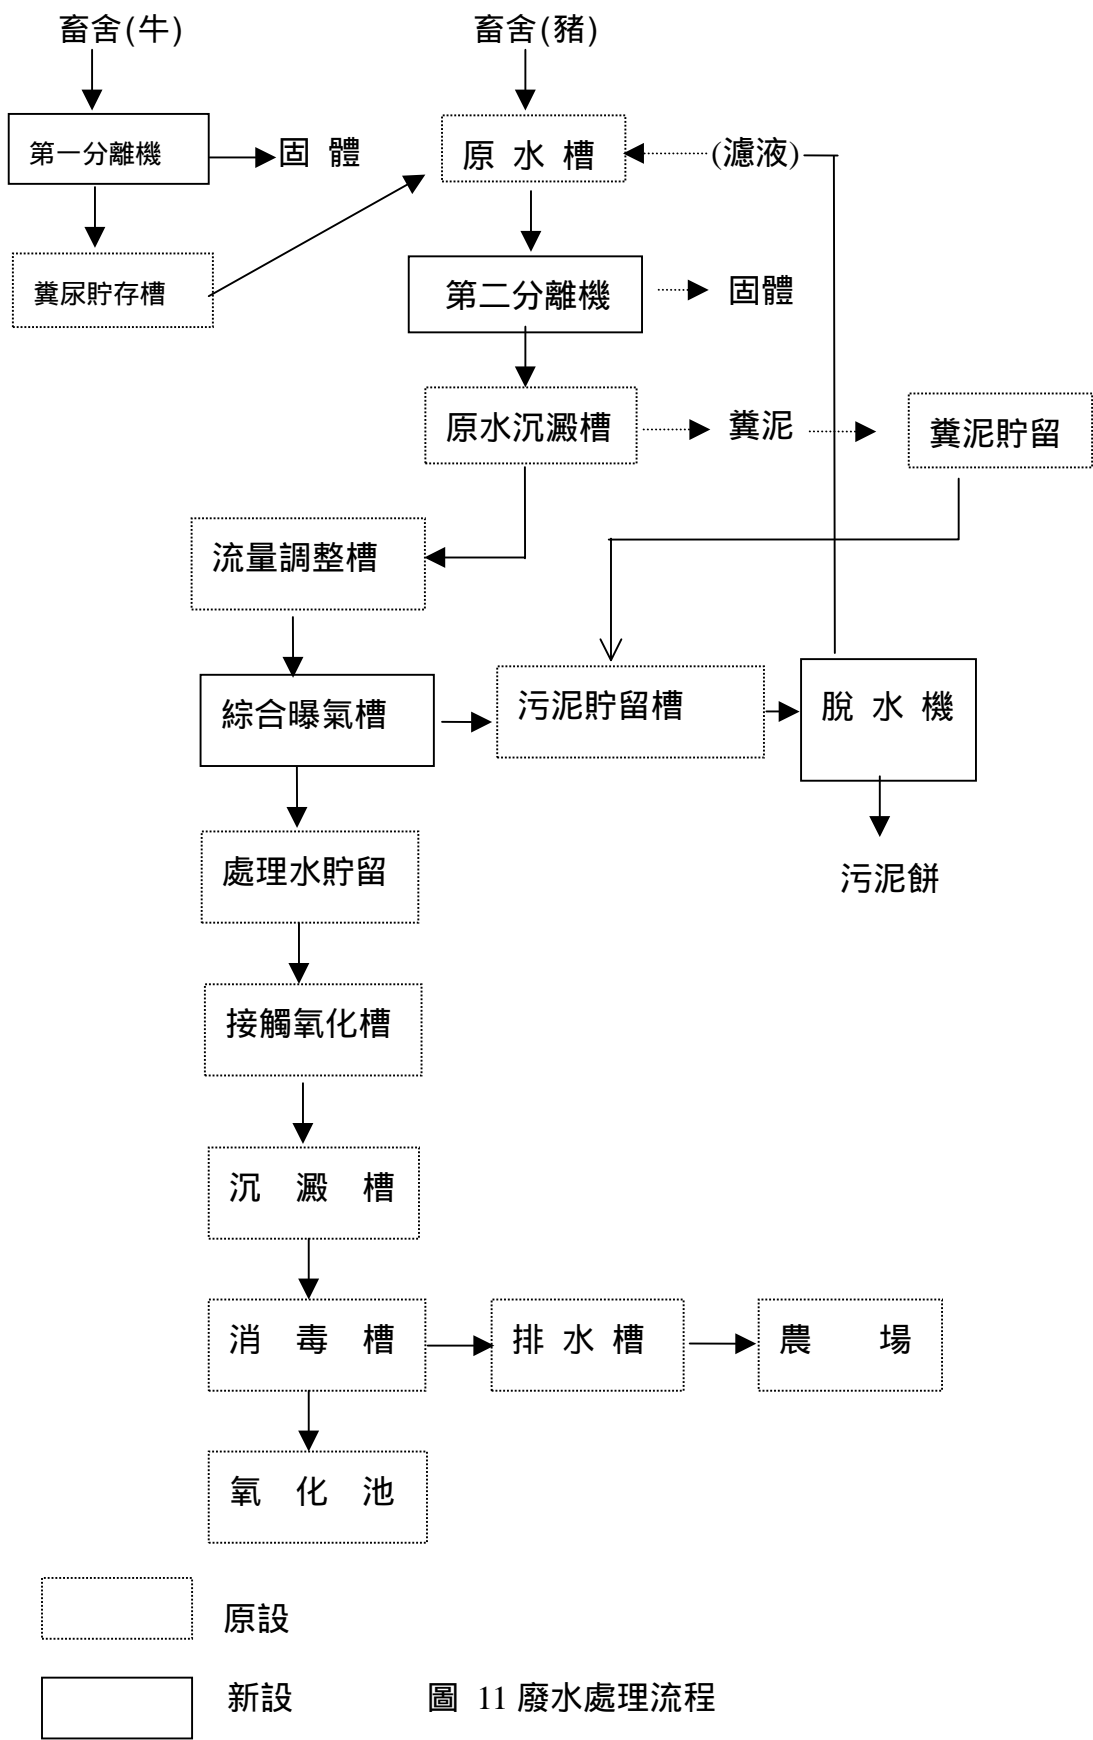 畜舍(牛)
畜舍(豬)
第一分離機
固 體
原 水 槽
(濾液)
糞尿貯存槽
第二分離機
固體
原水沉澱槽
糞泥
糞泥貯留
流量調整槽
綜合曝氣槽
污泥貯留槽
脫 水 機
處理水貯留
污泥餅
接觸氧化槽
沉 澱 槽
消 毒 槽
排 水 槽
農 場
氧 化 池
原設
新設
圖 11 廢水處理流程